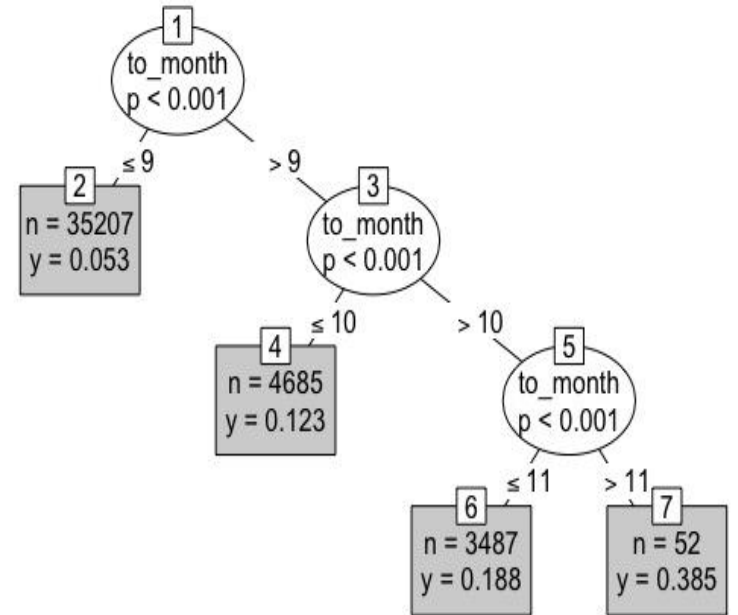 1
to_month
p < 0.001
≤ 9
> 9
2
n = 35207
y = 0.053
3
to_month
p < 0.001
≤ 10
> 10
4
n = 4685
y = 0.123
5
to_month
p < 0.001
≤ 11
> 11
6
n = 3487
y = 0.188
7
n = 52
y = 0.385